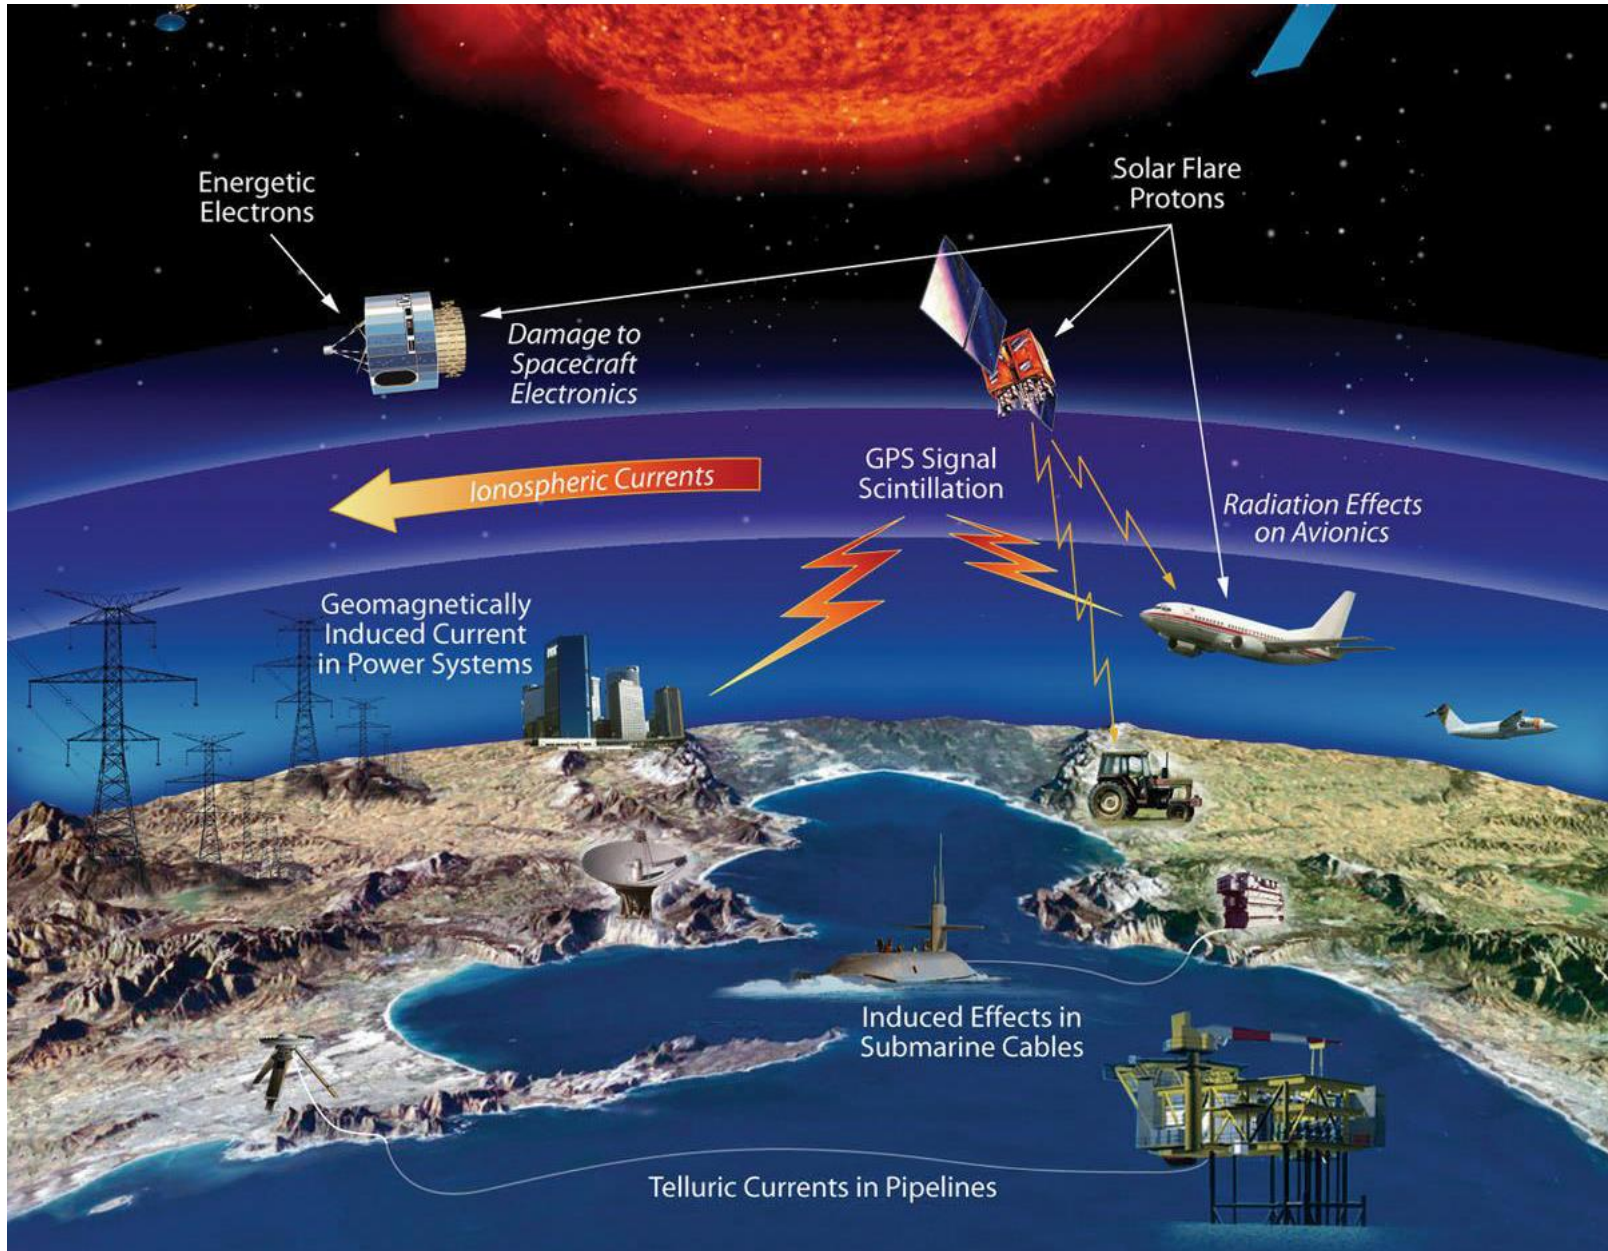 Energetic
Electrons
Solar Flare
Protons
Damage to
Spacecraft
Electronics
Ionospheric Currents
GPS Signal
Scintillation
Radiation Effects
on Avionics
Geomagnetically
Induced Current
in Power Systems
Induced Effects in
Submarine Cables
Telluric Currents in Pipelines